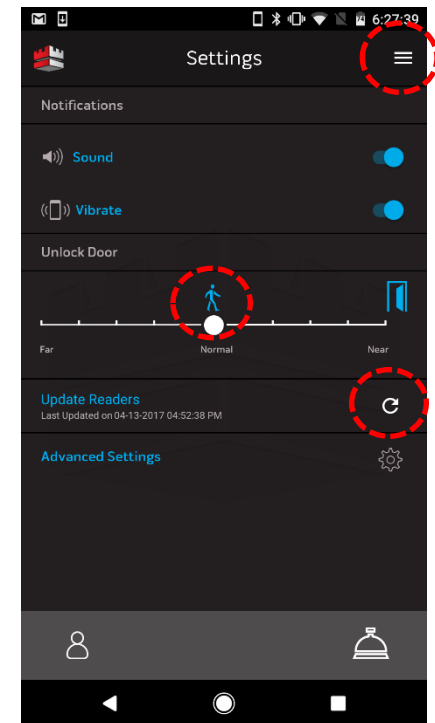 6:27:39
Settings
Notifications
Sound
Vibrate
Unlock Door
Far Normal Near
Update Readers
Last Updated on 04-13-2017 04:52:38 PM
Advanced Settings